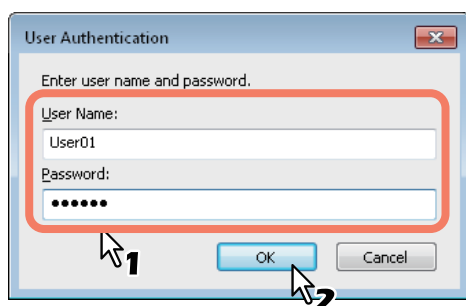 User Authentication
Enter user name and password.
User Name:
User01
Password:
●●●●●●
1
OK
Cancel
2